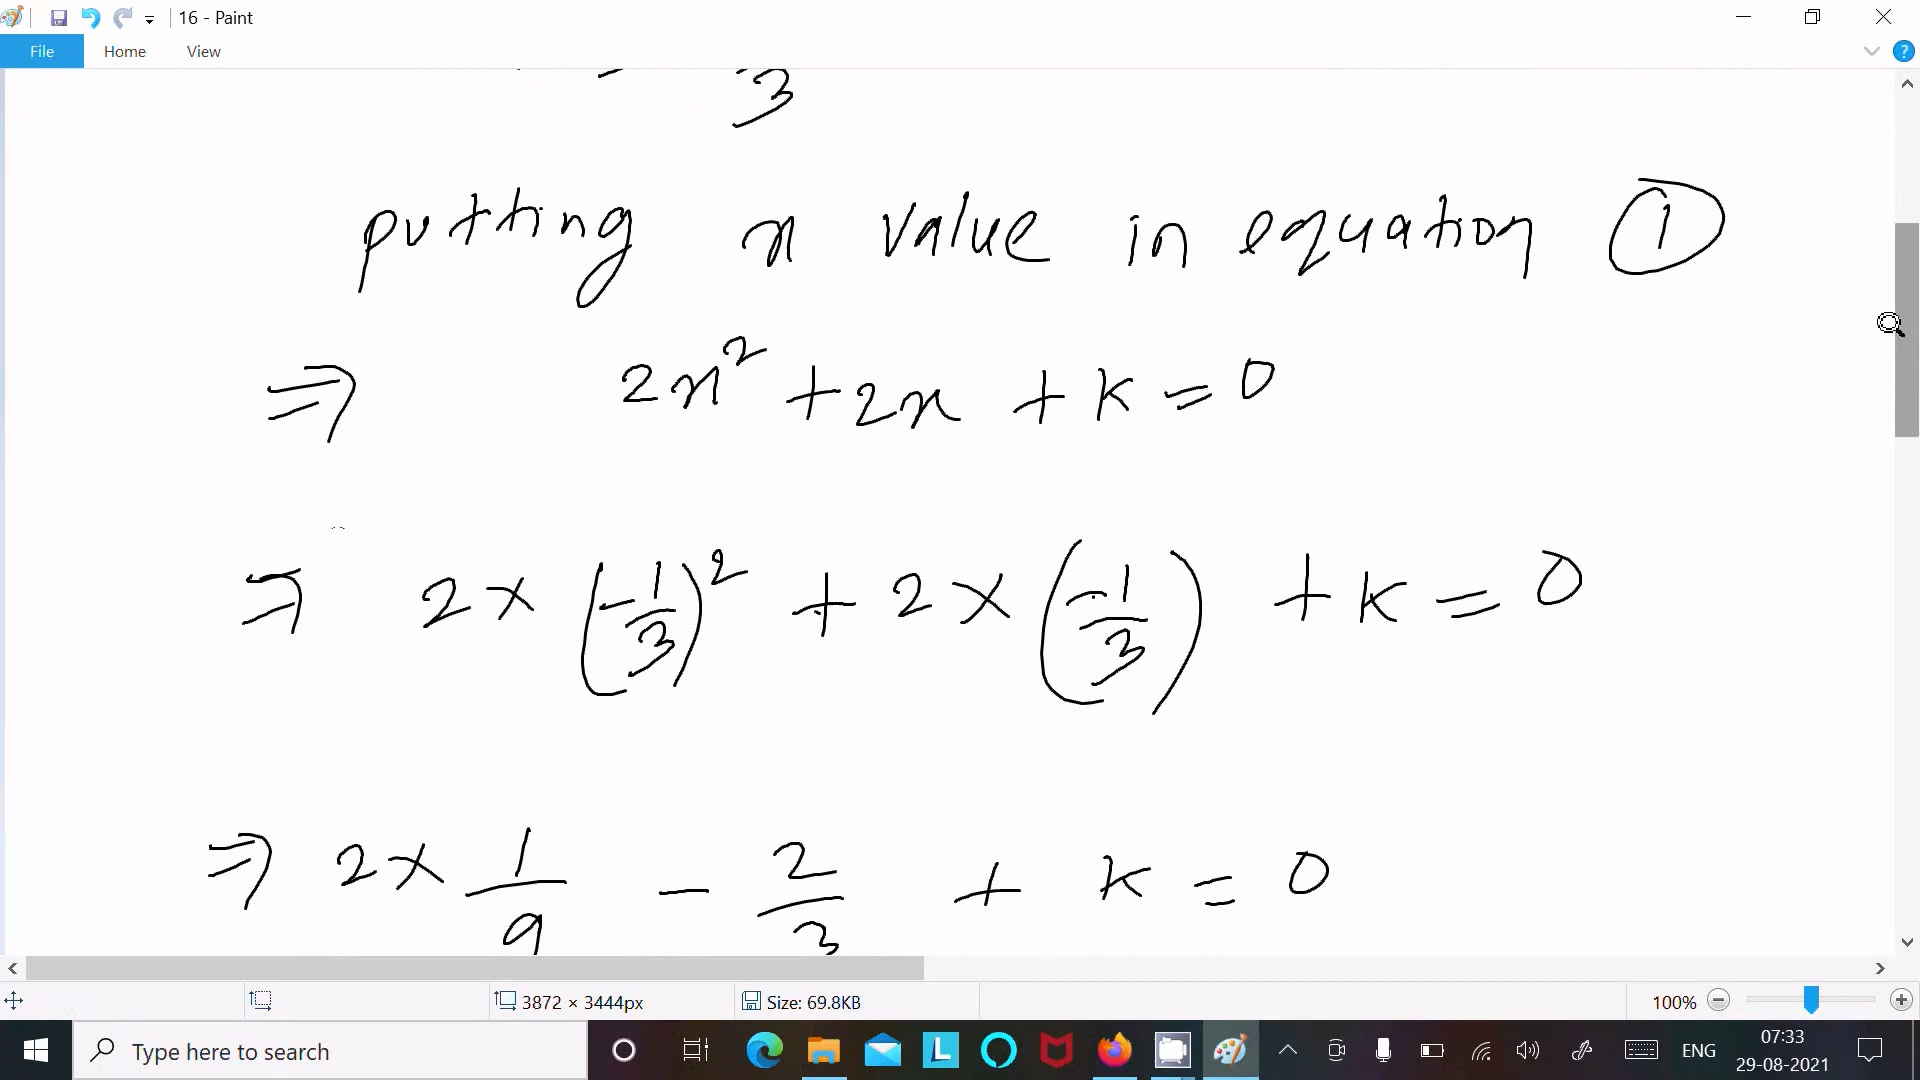 16 - Paint
File Home View
3
putting x value in equation ①
⇒ 2x² + 2x + k = 0
⇒ 2 × (-1/3)² + 2 × (-1/3) + k = 0
⇒ 2 × 1/9 - 2/3 + k = 0
3872 × 3444px Size: 69.8KB 100%
Type here to search ENG 07:33
29-08-2021